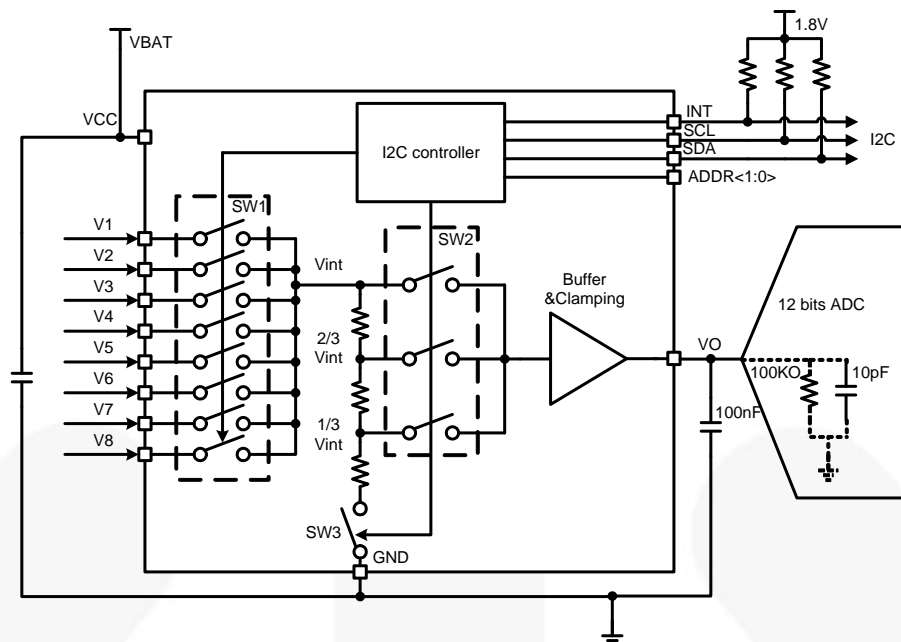 VBAT
1.8V
VCC
INT
SCL
SDA
I2C
I2C controller
ADDR<1:0>
SW1
V1
V2
V3
V4
V5
V6
V7
V8
SW2
Vint
2/3
Vint
1/3
Vint
Buffer
&Clamping
12 bits ADC
VO
100KO
10pF
100nF
SW3
GND